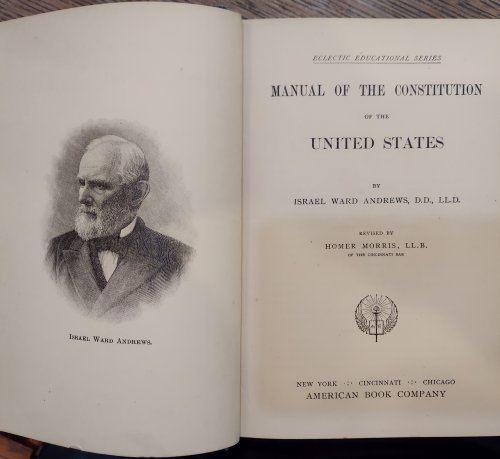 ISRAEL WARD ANDREWS.
ECLECTIC EDUCATIONAL SERIES
MANUAL OF THE CONSTITUTION
OF THE
UNITED STATES
BY
ISRAEL WARD ANDREWS, D.D., LL.D.
REVISED BY
HOMER MORRIS, LL.B.
OF THE CINCINNATI BAR
NEW YORK CINCINNATI CHICAGO
AMERICAN BOOK COMPANY